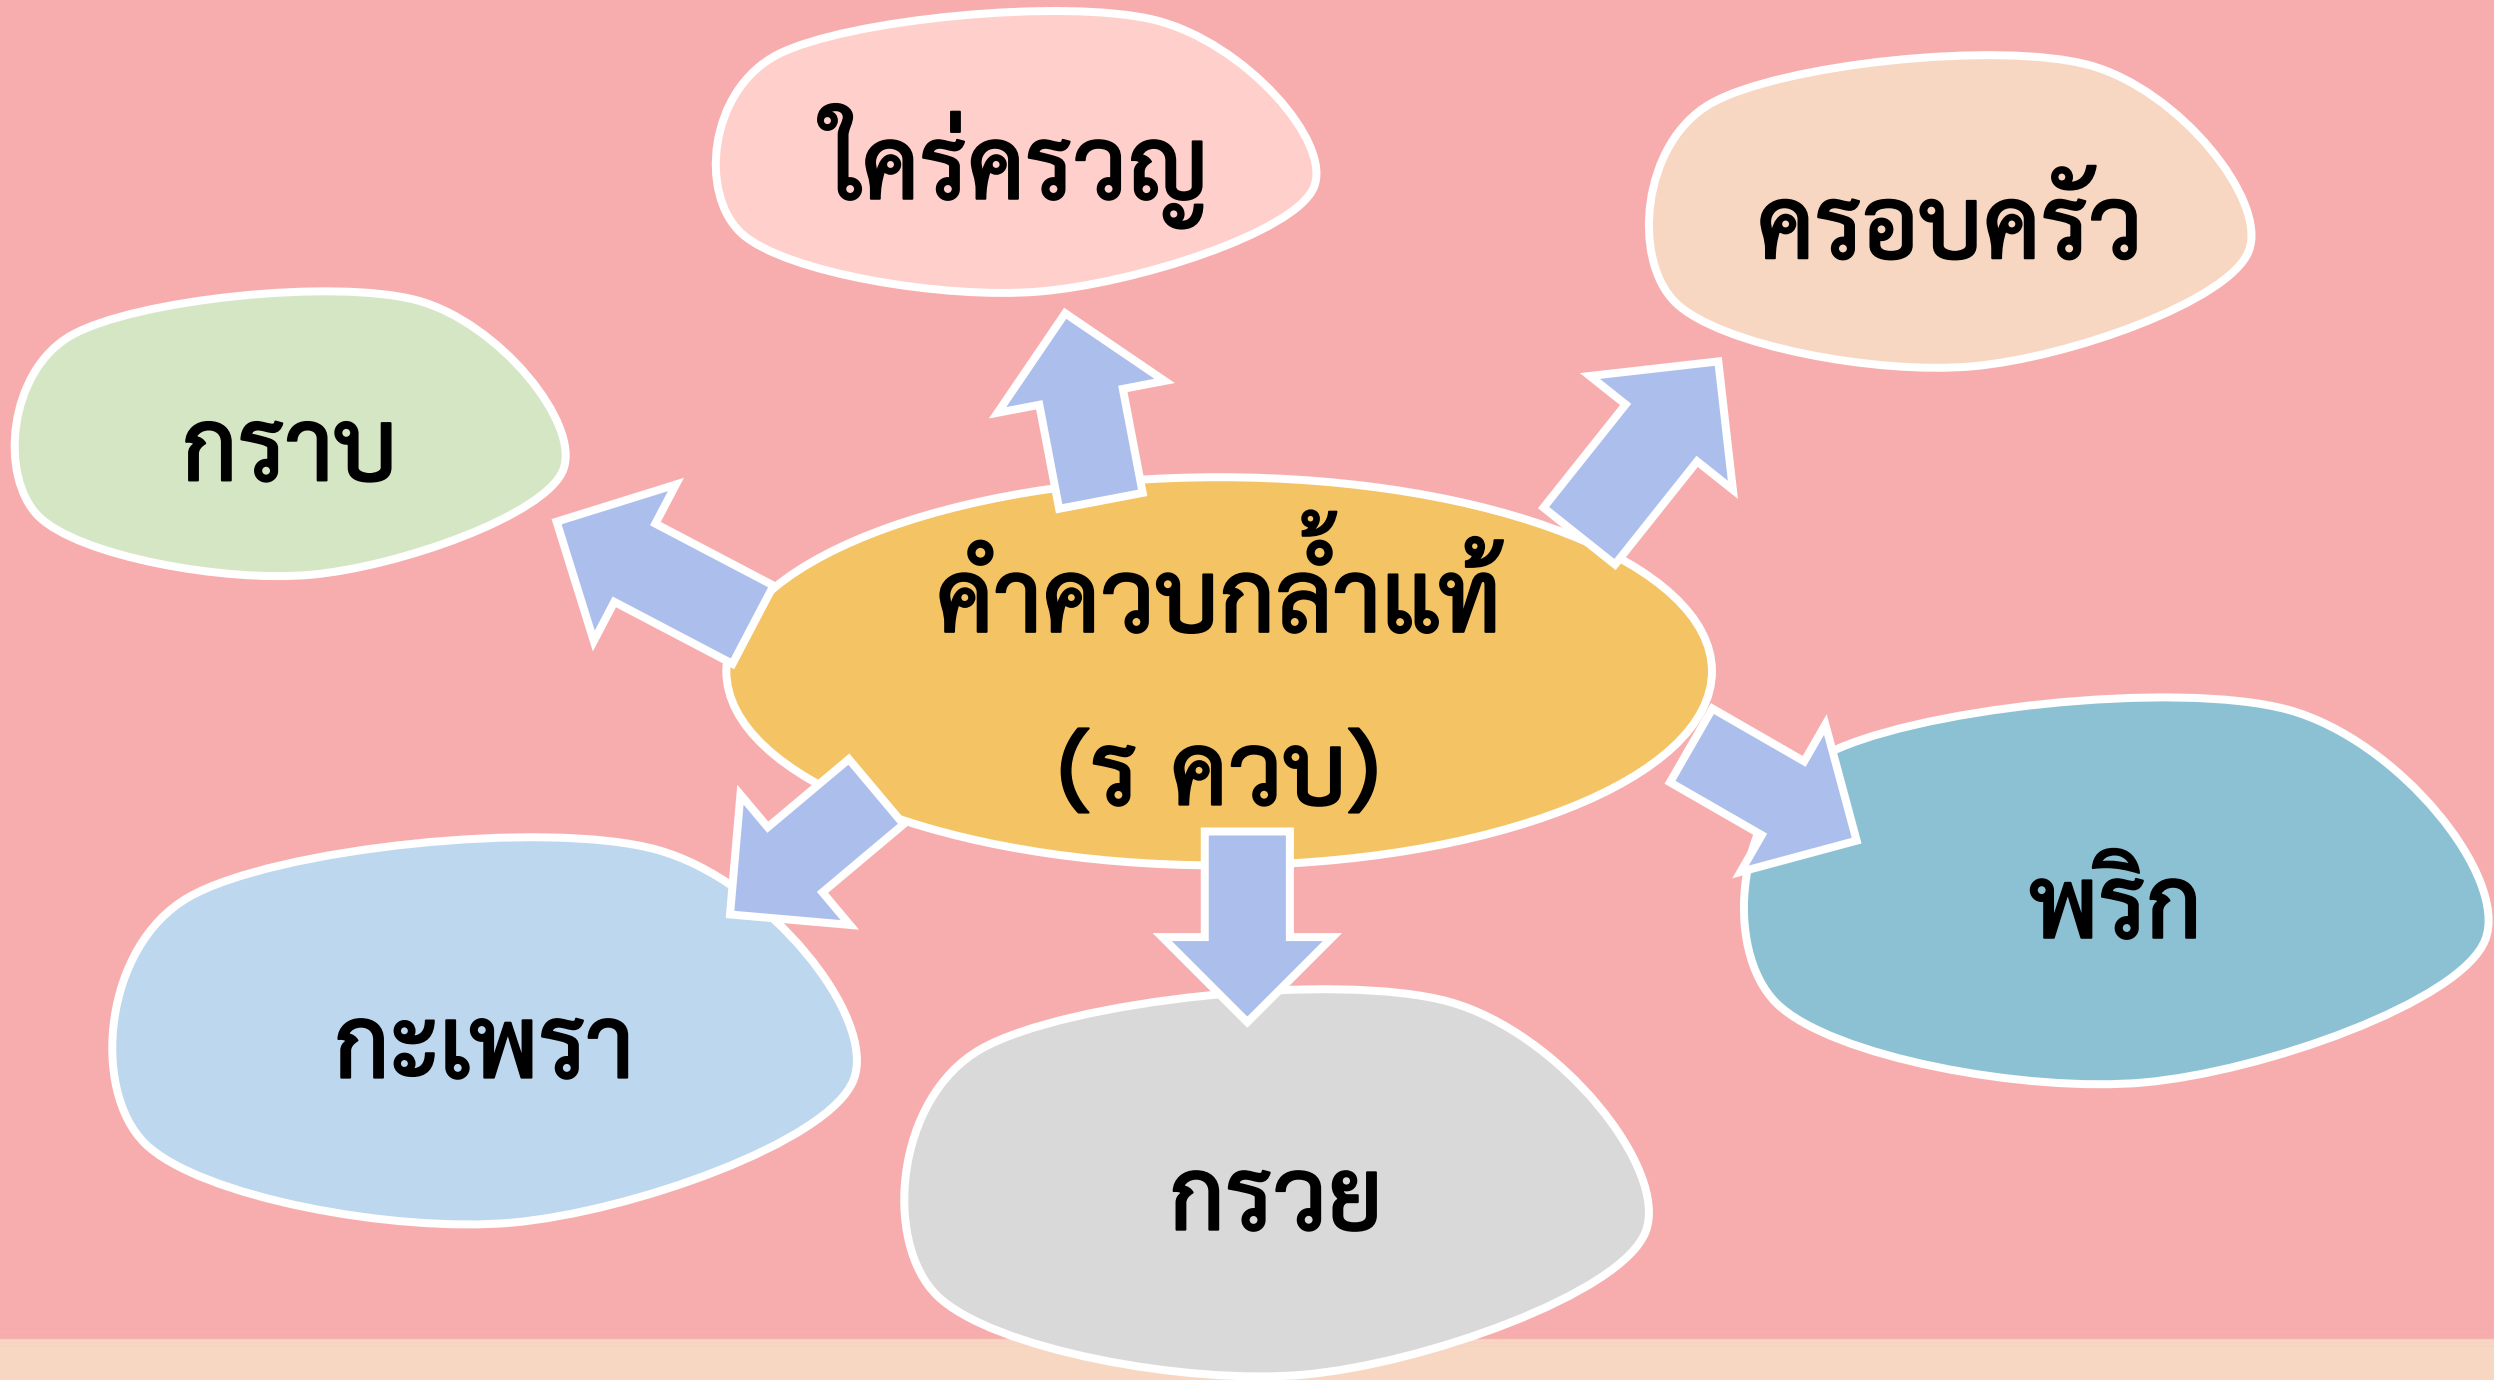 ใคร่ครวญ
ครอบครัว
กราบ
คำควบกล้ำแท้
(ร ควบ)
พริก
กะเพรา
กรวย